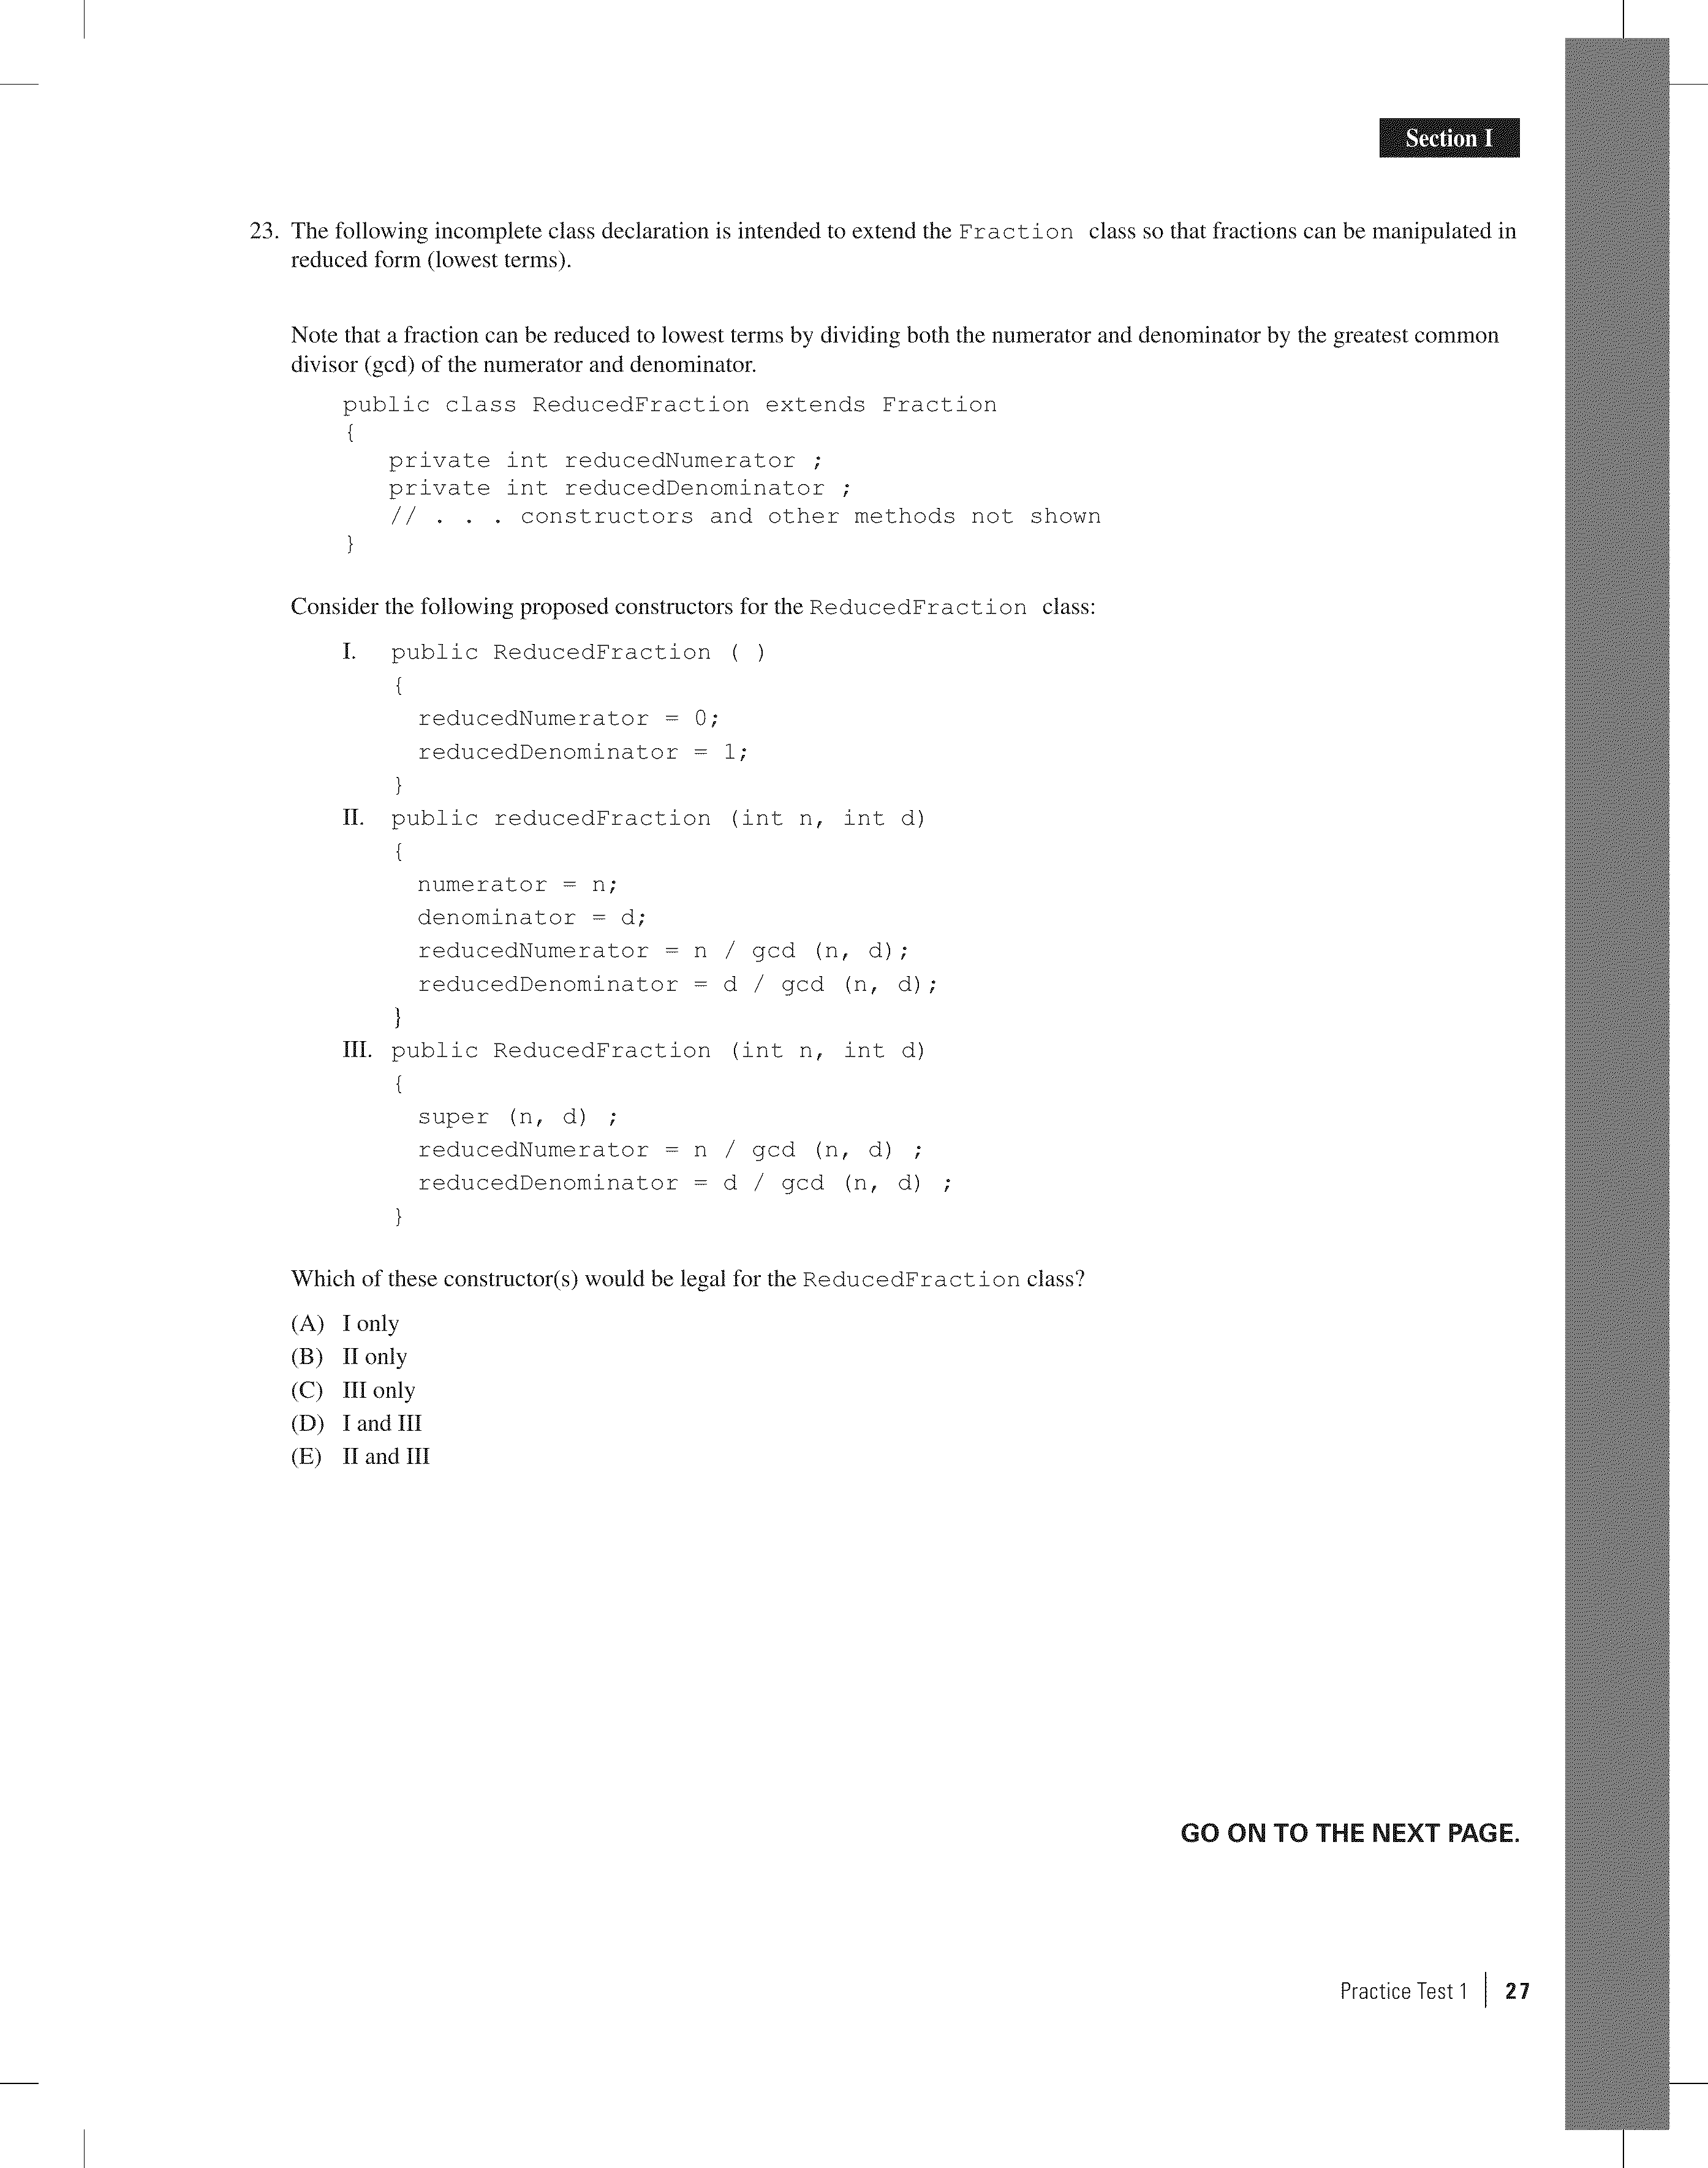 Section I
23. The following incomplete class declaration is intended to extend the Fraction class so that fractions can be manipulated in
reduced form (lowest terms).
Note that a fraction can be reduced to lowest terms by dividing both the numerator and denominator by the greatest common
divisor (gcd) of the numerator and denominator.
public class ReducedFraction extends Fraction
{
private int reducedNumerator ;
private int reducedDenominator ;
// . . . constructors and other methods not shown
}
Consider the following proposed constructors for the ReducedFraction class:
I. public ReducedFraction ( )
{
reducedNumerator = 0;
reducedDenominator = 1;
}
II. public reducedFraction (int n, int d)
{
numerator = n;
denominator = d;
reducedNumerator = n / gcd (n, d);
reducedDenominator = d / gcd (n, d);
}
III. public ReducedFraction (int n, int d)
{
super (n, d) ;
reducedNumerator = n / gcd (n, d) ;
reducedDenominator = d / gcd (n, d) ;
}
Which of these constructor(s) would be legal for the ReducedFraction class?
(A) I only
(B) II only
(C) III only
(D) I and III
(E) II and III
GO ON TO THE NEXT PAGE.
Practice Test 1 | 27